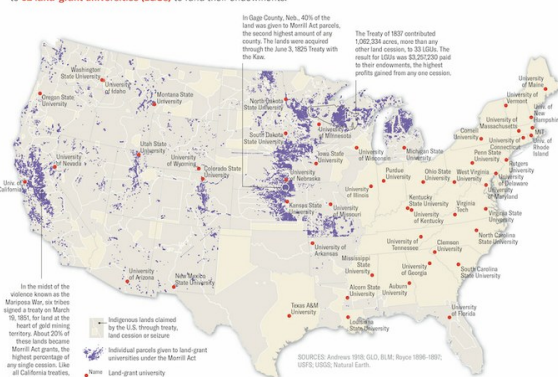 to 52 land-grant universities (LGUs) to fund their endowments.
In Gage County, Neb., 40% of the
land was given to Morrill Act parcels,
the second highest amount of any
county. The lands were acquired
through the June 3, 1825 Treaty with
the Kaw.
The Treaty of 1837 contributed
1,062,334 acres, more than any
other land cession, to 33 LGUs. The
result for LGUs was $3,257,230 paid
to their endowments, the highest
profits gained from any one cession.
Washington
State University
University
of Idaho
Oregon State
University
Montana State
University
North Dakota
State University
University
of Minnesota
South Dakota
State University
University of
Wisconsin
Michigan State
University
University
of Maine
University of
Vermont
University of
New
Hampshire
University of
Massachusetts
MIT
Cornell
University
University of
Connecticut
Univ. of
Rhode
Island
Penn State
University
Rutgers
University
University
of Delaware
University
of Maryland
Univ. of
California
University
of Nevada
Utah State
University
University
of Wyoming
Colorado State
University
Iowa State
University
University
of Nebraska
Kansas State
University
University
of Illinois
University of
Missouri
Purdue
University
Ohio State
University
West Virginia
University
Kentucky
State University
University
of Kentucky
Virginia
Tech
Virginia State
University
North Carolina
State University
University of
Tennessee
Clemson
University
South Carolina
State University
University
of Georgia
University of
Arkansas
Mississippi
State
University
Alcorn State
University
Auburn
University
University
of Florida
Louisiana
State University
Texas A&M
University
University
of Arizona
New Mexico
State University
In the midst of the
violence known as the
Mariposa War, six tribes
signed a treaty on March
19, 1851, for land at the
heart of gold mining
territory. About 20% of
these lands became
Morrill Act grants, the
highest percentage of
any single cession. Like
all California treaties,
Indigenous lands claimed
by the U.S. through treaty,
land cession or seizure
Individual parcels given to land-grant
universities under the Morrill Act
Name Land-grant university
SOURCES: Andrews 1918; GLO; BLM; Royce 1896-1897;
USFS; USGS; Natural Earth.